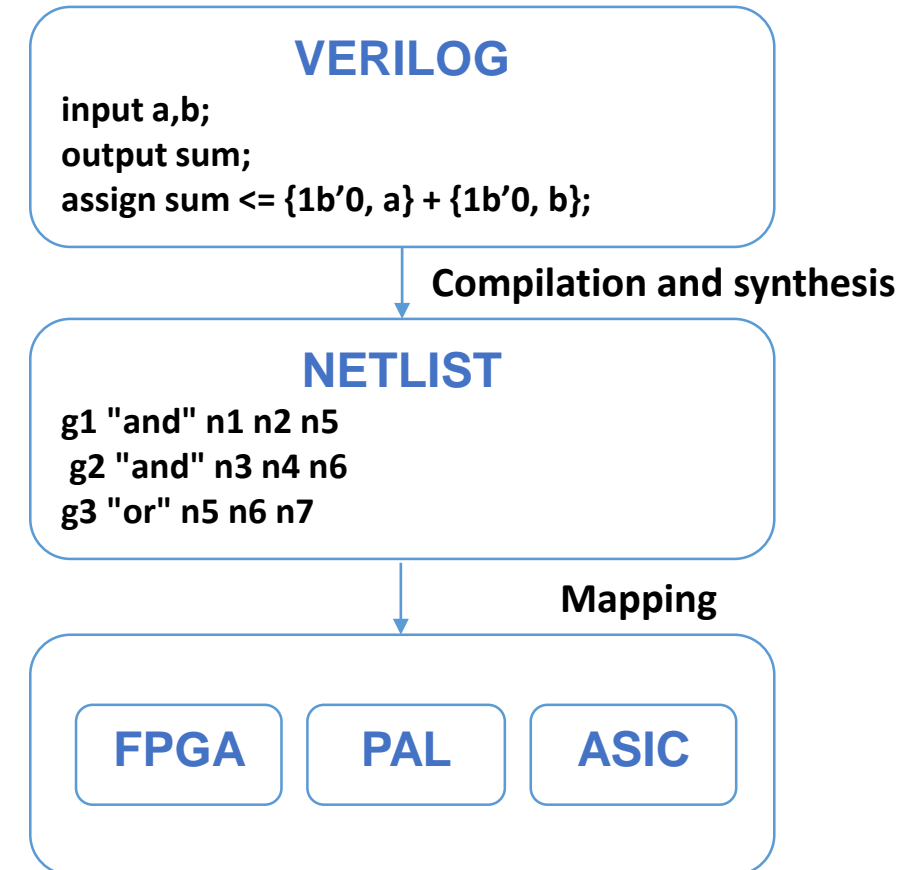 VERILOG
input a,b;
output sum;
assign sum <= {1b’0, a} + {1b’0, b};
Compilation and synthesis
NETLIST
g1 "and" n1 n2 n5
g2 "and" n3 n4 n6
g3 "or" n5 n6 n7
Mapping
FPGA PAL ASIC